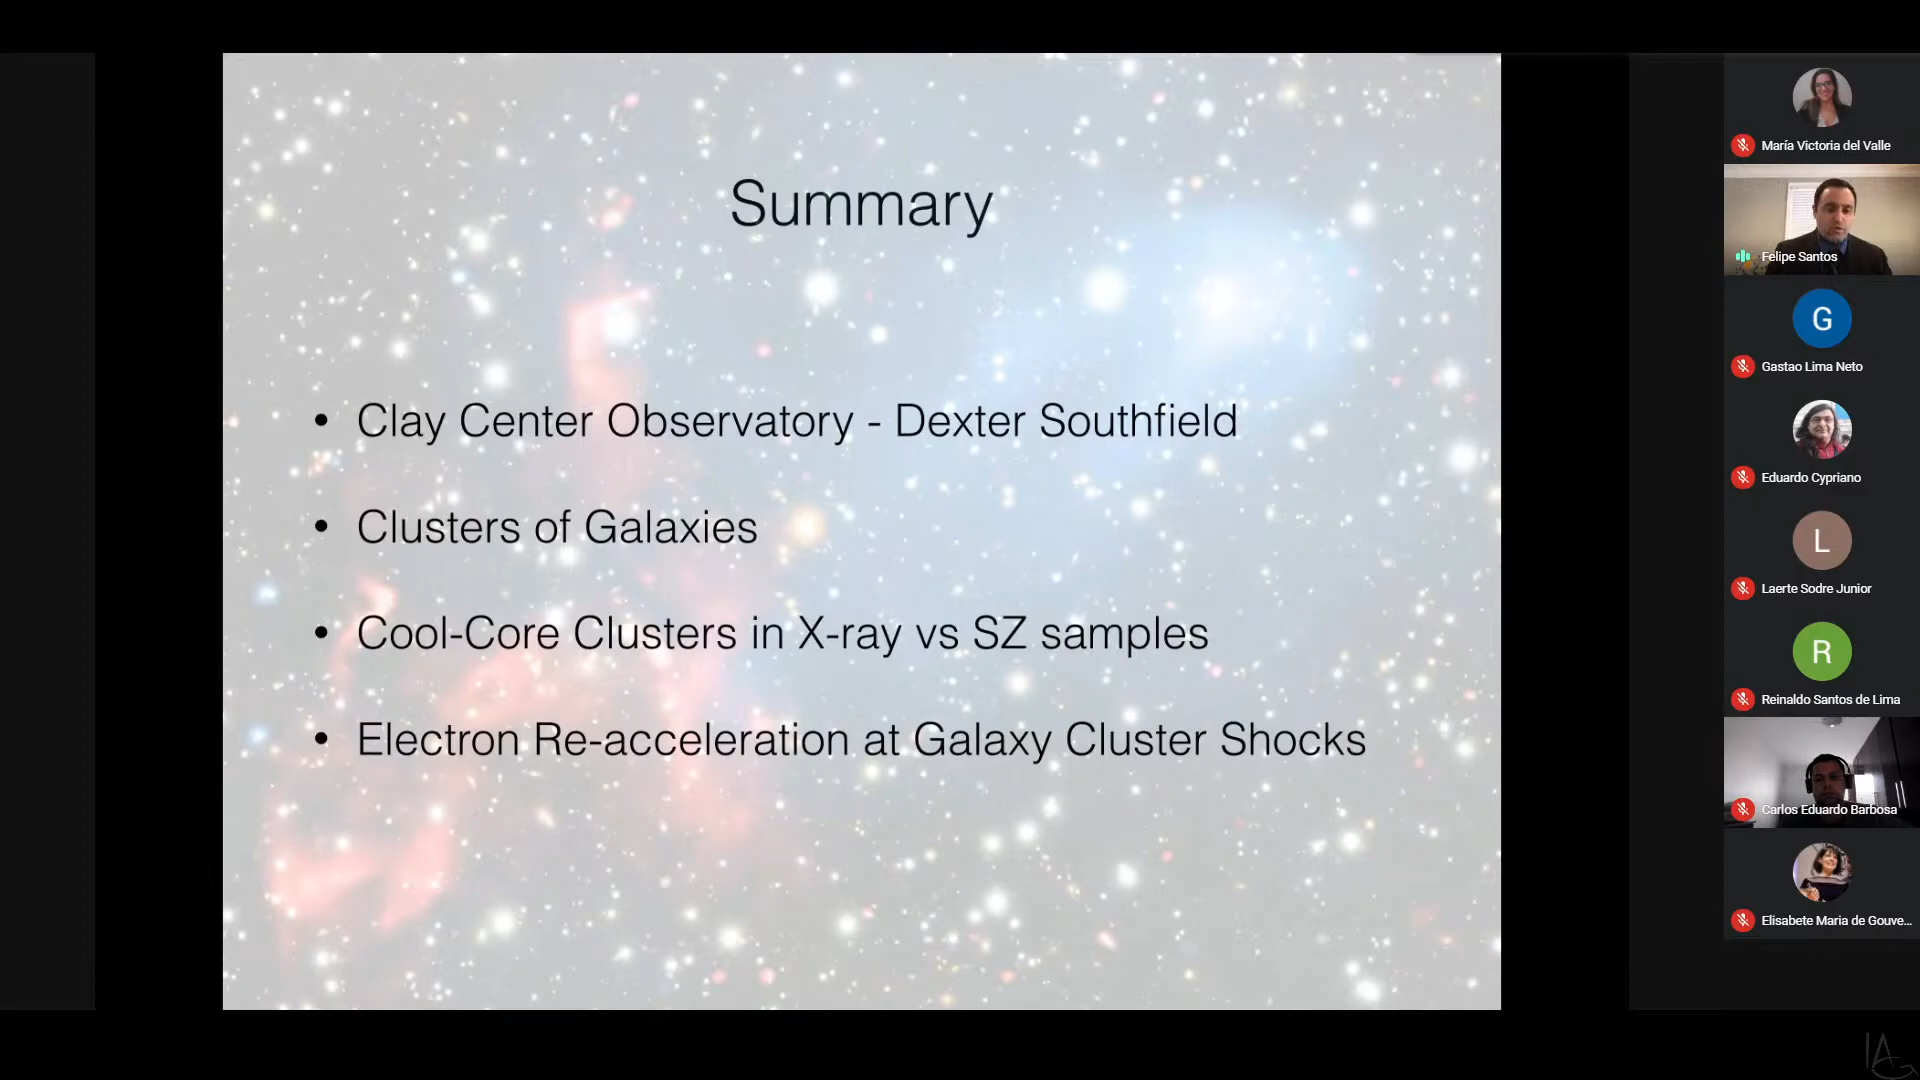 Summary
• Clay Center Observatory - Dexter Southfield
• Clusters of Galaxies
• Cool-Core Clusters in X-ray vs SZ samples
• Electron Re-acceleration at Galaxy Cluster Shocks
María Victoria del Valle
Felipe Santos
G
Gastao Lima Neto
Eduardo Cypriano
L
Laerte Sodre Junior
R
Reinaldo Santos de Lima
Carlos Eduardo Barbosa
Elisabete Maria de Gouve...
IAG